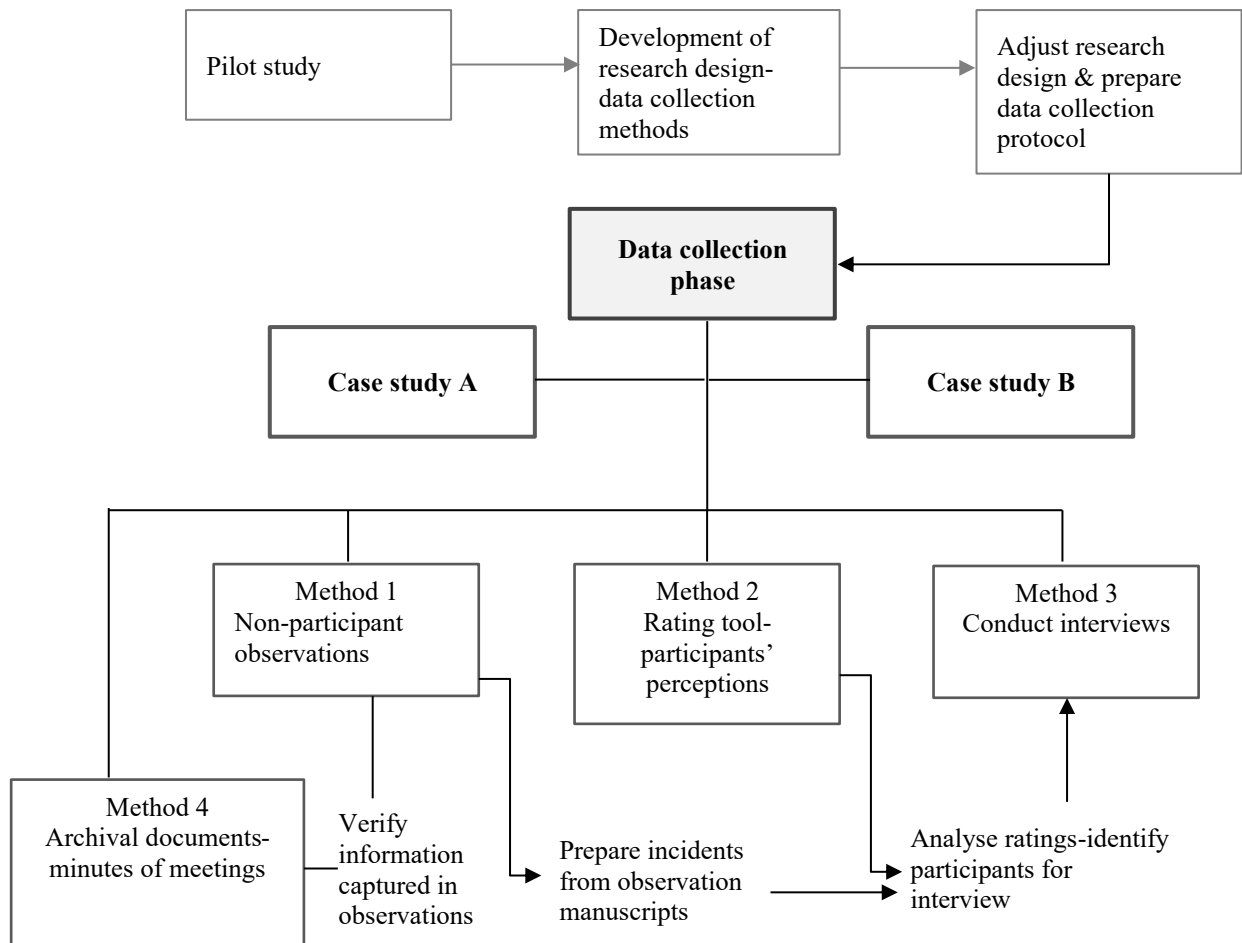 Pilot study
Development of
research design-
data collection
methods
Adjust research
design & prepare
data collection
protocol
Data collection
phase
Case study A
Case study B
Method 1
Non-participant
observations
Method 2
Rating tool-
participants’
perceptions
Method 3
Conduct interviews
Method 4
Archival documents-
minutes of meetings
Verify
information
captured in
observations
Prepare incidents
from observation
manuscripts
Analyse ratings-identify
participants for
interview